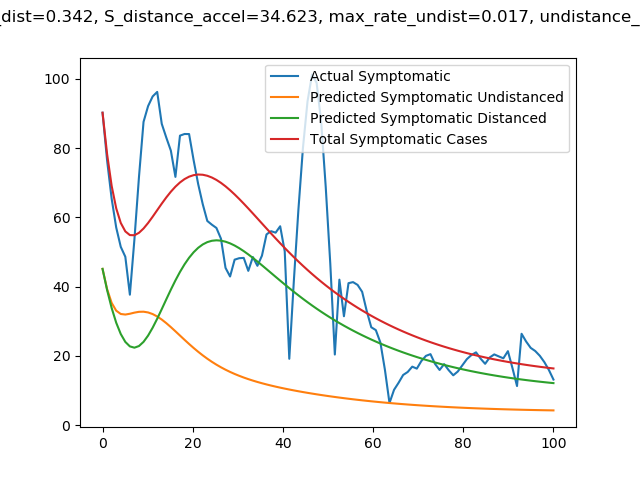 _dist=0.342, S_distance_accel=34.623, max_rate_undist=0.017, undistance_
Actual Symptomatic
Predicted Symptomatic Undistanced
Predicted Symptomatic Distanced
Total Symptomatic Cases
100
80
60
40
20
0
0 20 40 60 80 100